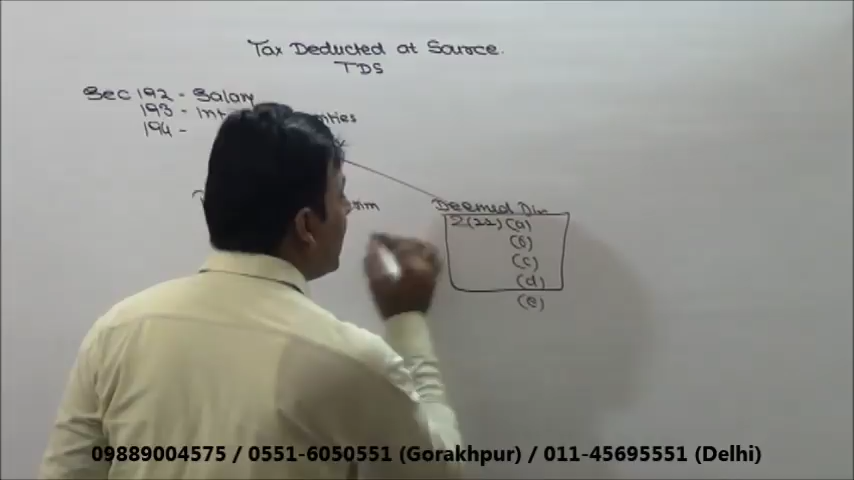 Tax Deducted at Source.
TDS
Sec 192 - Salary
193 - Int
194 -
Deemed Div
2(22) (a)
(b)
(c)
(d)
(e)
09889004575 / 0551-6050551 (Gorakhpur) / 011-45695551 (Delhi)